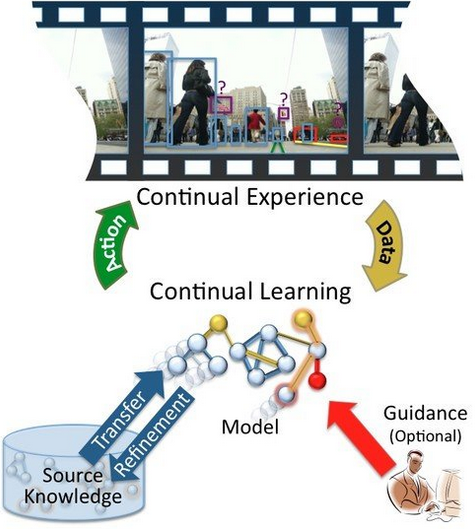 ? ? ?
Continual Experience
Action
Data
Continual Learning
Transfer
Refinement
Model
Guidance
(Optional)
Source
Knowledge